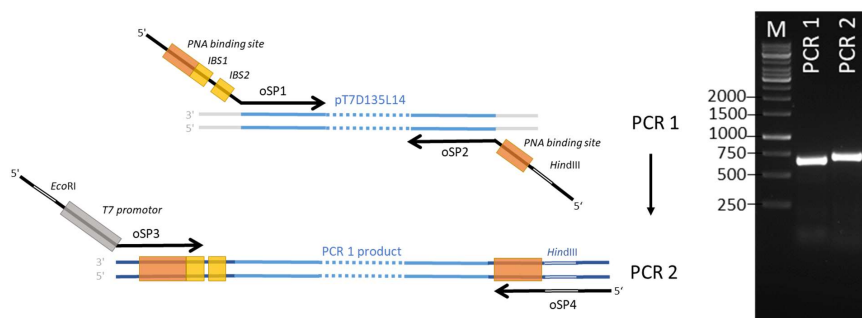 5'
PNA binding site
IBS1
IBS2
oSP1
pT7D135L14
3'
5'
oSP2
PNA binding site
HindIII
5'
PCR 1
5'
EcoRI
T7 promotor
oSP3
PCR 1 product
HindIII
3'
5'
PCR 2
oSP4
5'
M
PCR 1
PCR 2
2000
1500
1000
750
500
250